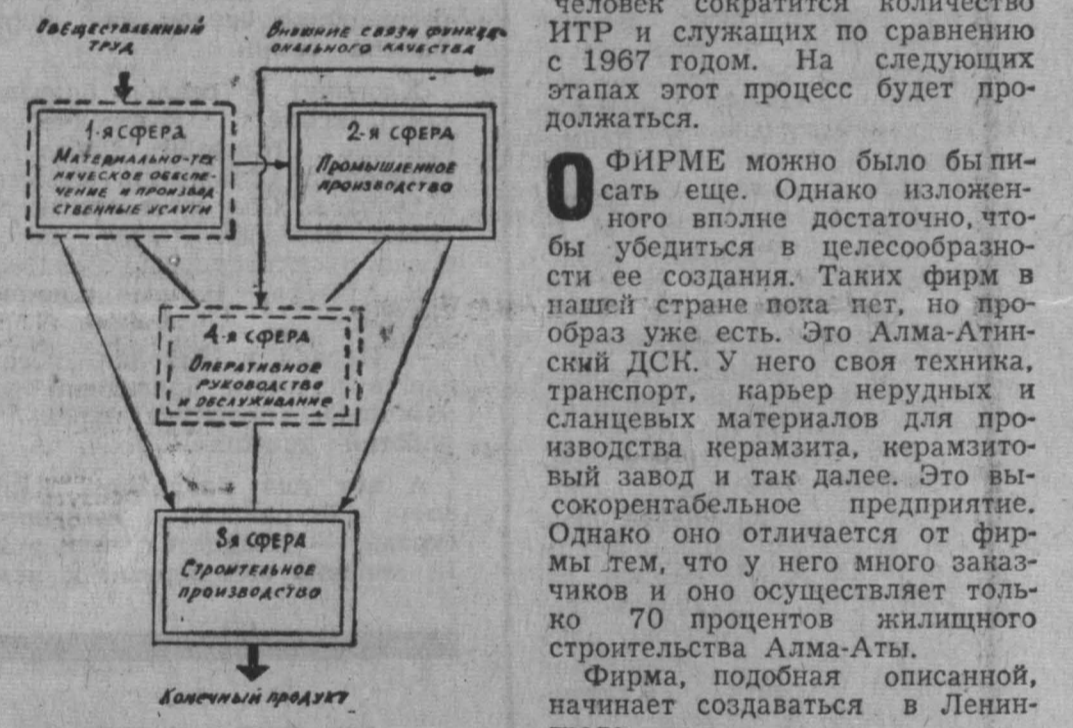 Овеществленный
труд
Внешние связи функци-
онального качества
1-я сфера
Материально-тех
ническое обеспе-
чение и производ
ственные услуги
2-я сфера
Промышленное
производство
4-я сфера
Оперативное
руководство
и обслуживание
3-я сфера
Строительное
производство
Конечный продукт
человек сократится количество
ИТР и служащих по сравнению
с 1967 годом. На следующих
этапах этот процесс будет про-
должаться.
О ФИРМЕ можно было бы пи-
сать еще. Однако изложен-
ного вполне достаточно, что-
бы убедиться в целесообразно-
сти ее создания. Таких фирм в
нашей стране пока нет, но про-
образ уже есть. Это Алма-Атин-
ский ДСК. У него своя техника,
транспорт, карьер нерудных и
сланцевых материалов для про-
изводства керамзита, керамзито-
вый завод и так далее. Это вы-
сокорентабельное предприятие.
Однако оно отличается от фир-
мы тем, что у него много заказ-
чиков и оно осуществляет толь-
ко 70 процентов жилищного
строительства Алма-Аты.
Фирма, подобная описанной,
начинает создаваться в Ленин-